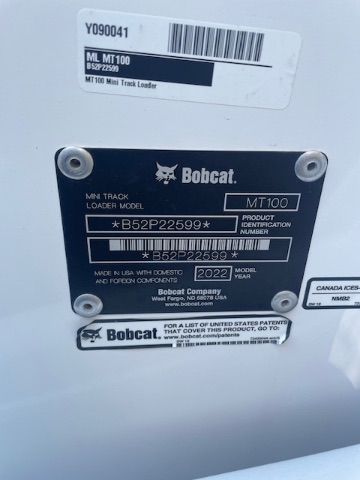 Y090041
ML MT100
B52P22599
MT100 Mini Track Loader
Bobcat.
MINI TRACK
LOADER MODEL
MT100
*B52P22599*
PRODUCT
IDENTIFICATION
NUMBER
*B52P22599*
MADE IN USA WITH DOMESTIC
AND FOREIGN COMPONENTS
2022
MODEL
YEAR
Bobcat Company
West Fargo, ND 58078 USA
www.bobcat.com
CANADA ICES-
NMB2
Bobcat.
FOR A LIST OF UNITED STATES PATENTS
THAT COVER THIS PRODUCT, GO TO:
www.bobcat.com/patents